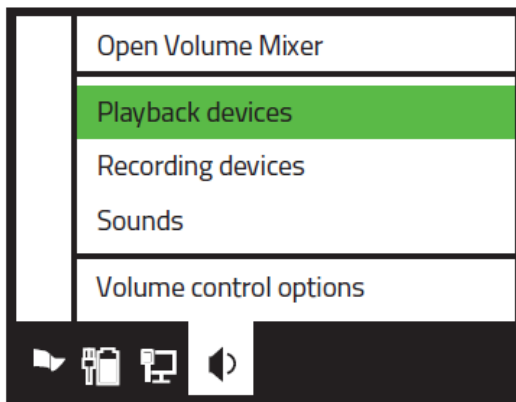 Open Volume Mixer
Playback devices
Recording devices
Sounds
Volume control options